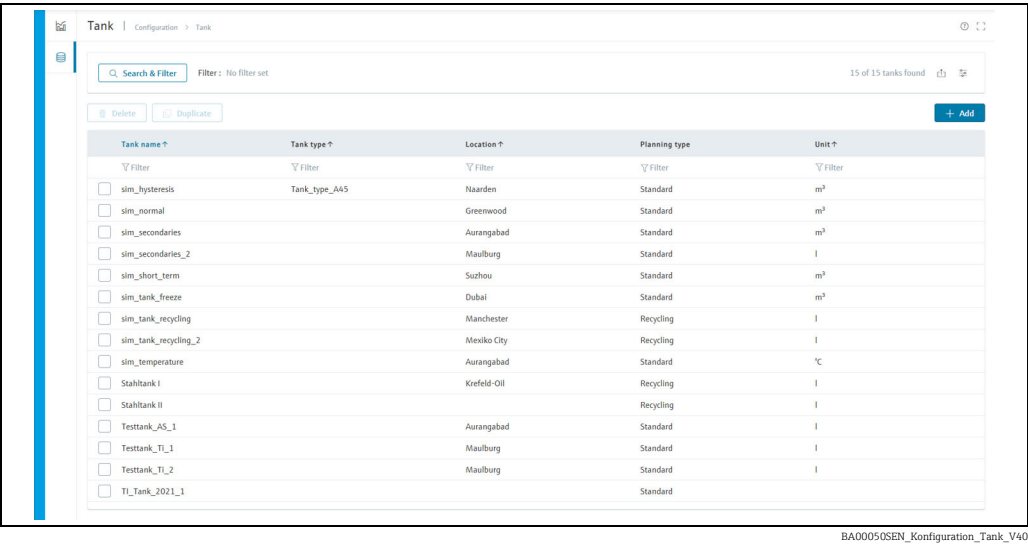 Tank | Configuration > Tank
Search & Filter Filter : No filter set 15 of 15 tanks found
Delete Duplicate + Add
Tank name ↑ Tank type ↑ Location ↑ Planning type Unit ↑
Filter Filter Filter Filter Filter
sim_hysteresis Tank_type_A45 Naarden Standard m³
sim_normal Greenwood Standard m³
sim_secondaries Aurangabad Standard m³
sim_secondaries_2 Maulburg Standard l
sim_short_term Suzhou Standard m³
sim_tank_freeze Dubai Standard m³
sim_tank_recycling Manchester Recycling l
sim_tank_recycling_2 Mexiko City Recycling l
sim_temperature Aurangabad Standard °C
Stahltank I Krefeld-Oil Recycling l
Stahltank II Recycling l
Testtank_AS_1 Aurangabad Standard l
Testtank_Ti_1 Maulburg Standard l
Testtank_Ti_2 Maulburg Standard l
TI_Tank_2021_1 Standard
BA00050SEN_Konfiguration_Tank_V40